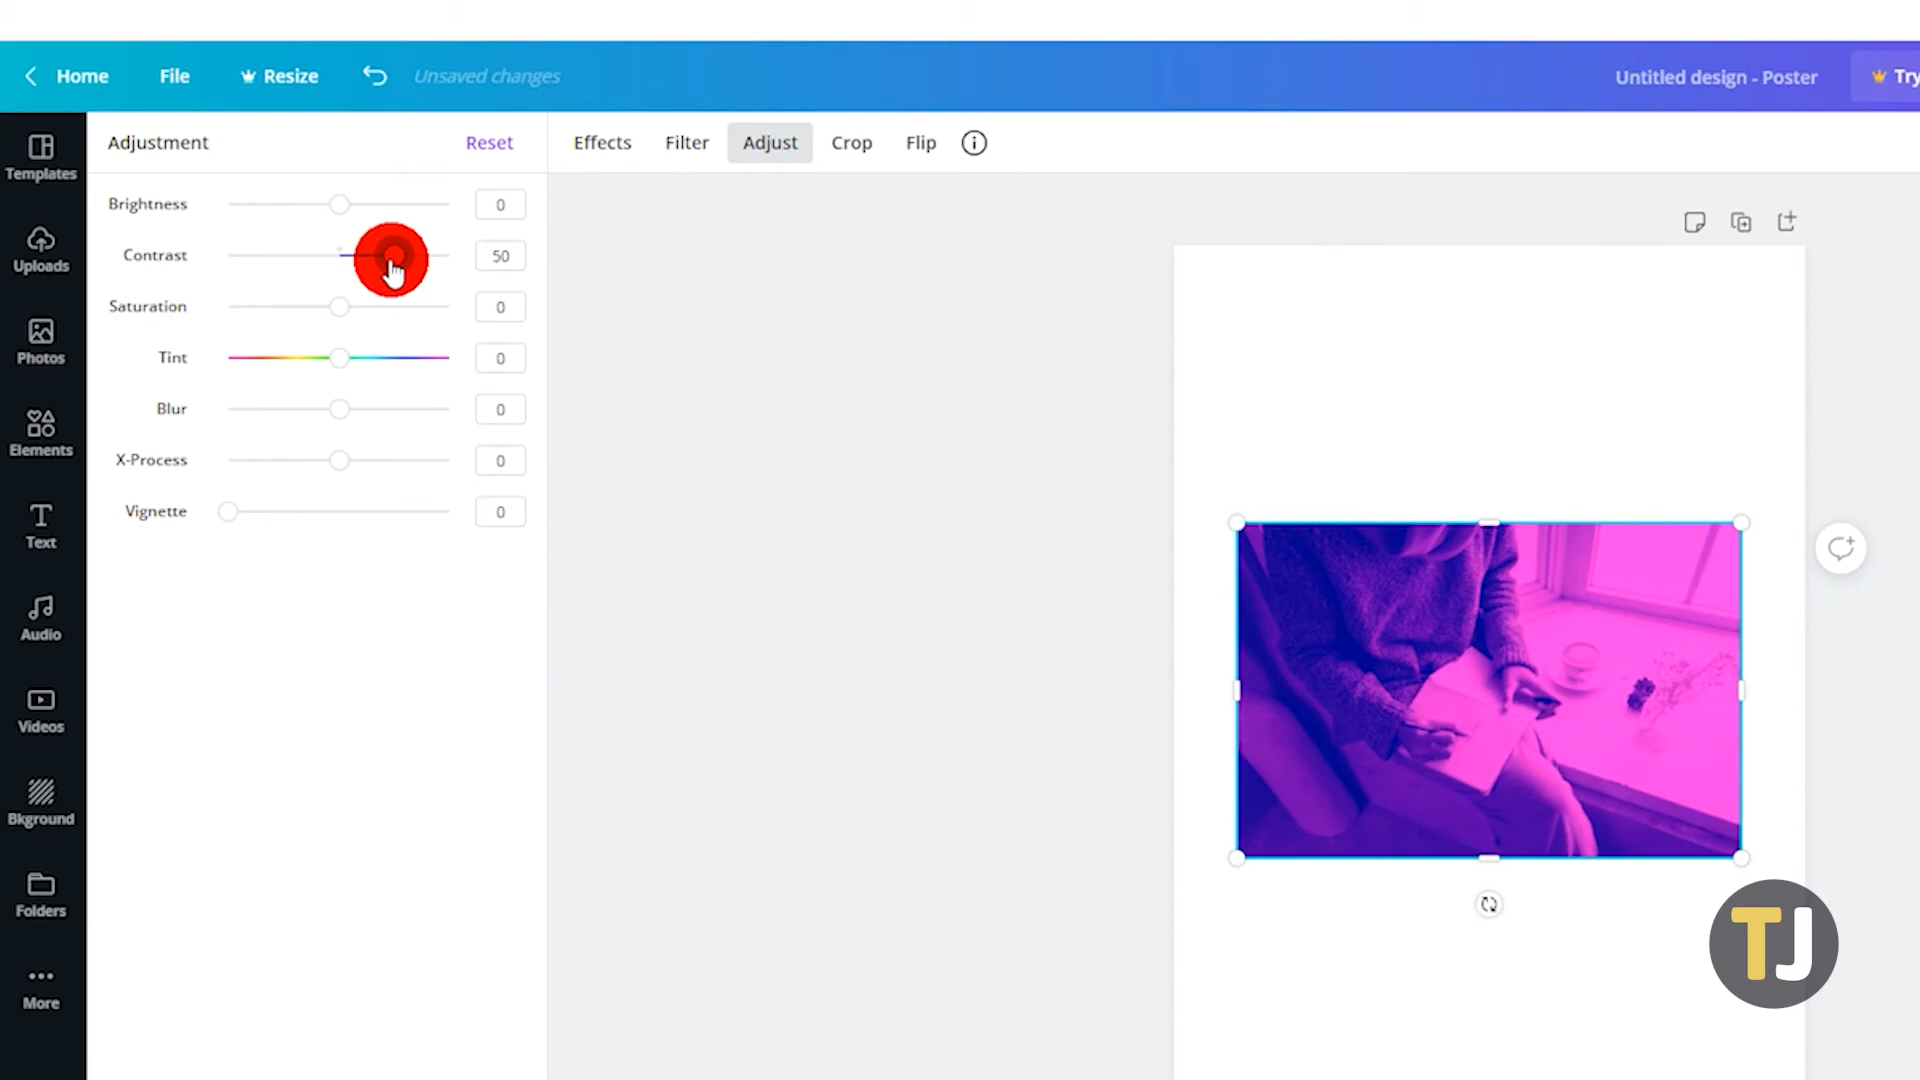 Home File Resize Unsaved changes Untitled design - Poster Try
Adjustment Reset Effects Filter Adjust Crop Flip
Templates
Uploads
Photos
Elements
Text
Audio
Videos
Bkground
Folders
More
Brightness 0
Contrast 50
Saturation 0
Tint 0
Blur 0
X-Process 0
Vignette 0
TJ